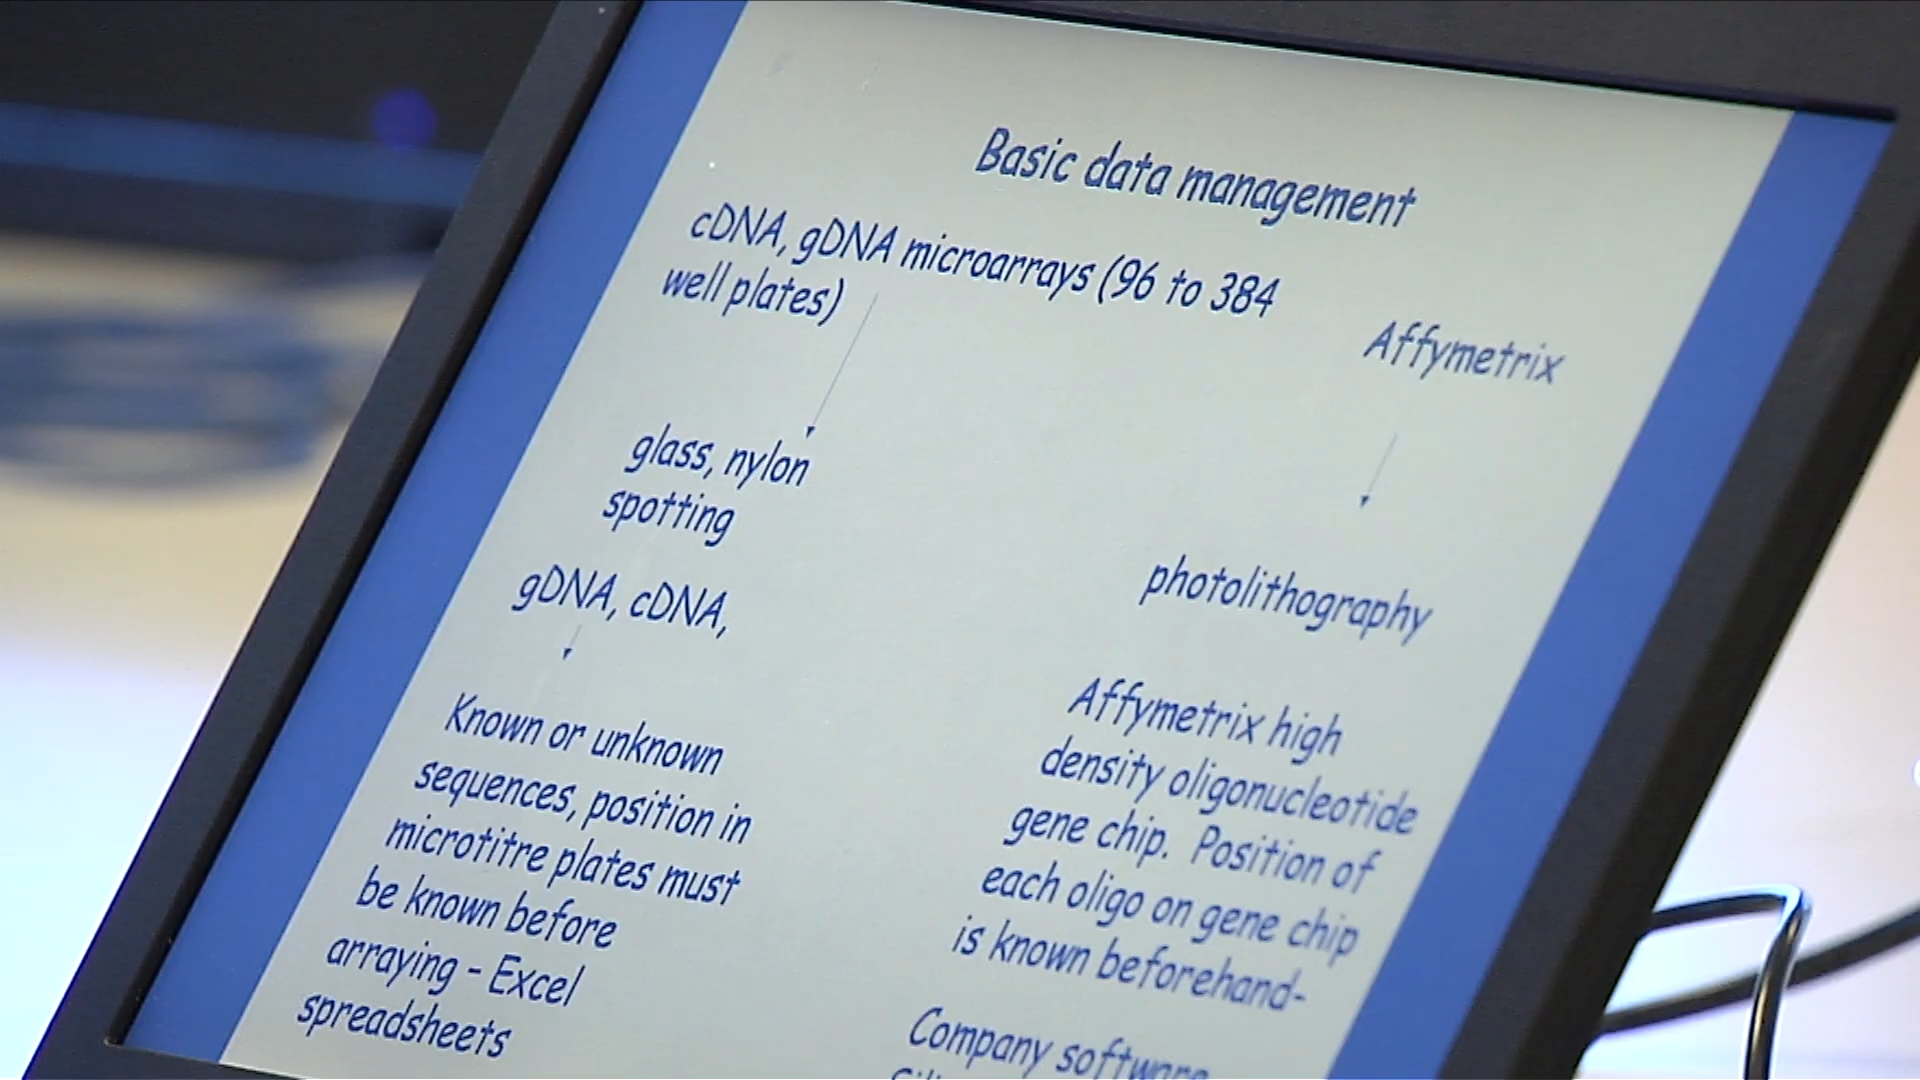 Basic data management
cDNA, gDNA microarrays (96 to 384
well plates)
Affymetrix
glass, nylon
spotting
gDNA, cDNA,
photolithography
Known or unknown
sequences, position in
microtitre plates must
be known before
arraying - Excel
spreadsheets
Affymetrix high
density oligonucleotide
gene chip. Position of
each oligo on gene chip
is known beforehand-
Company software